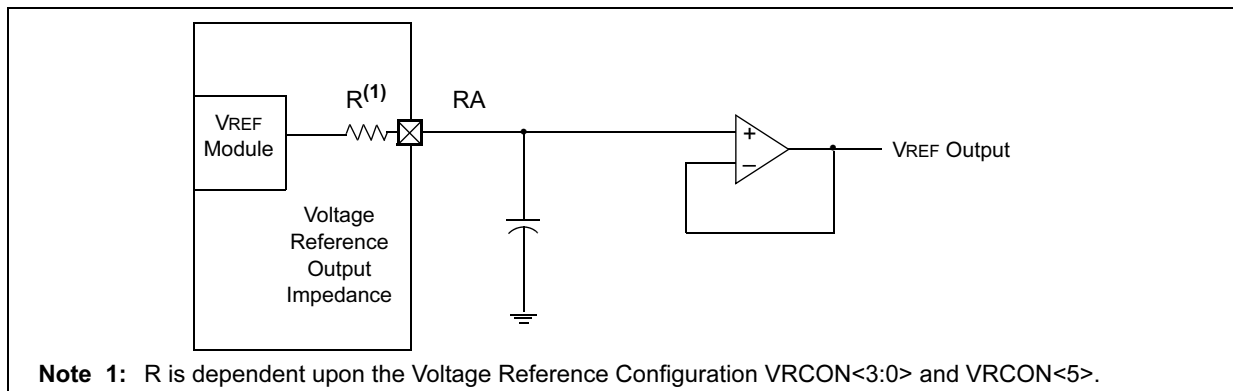 R(1)
RA
VREF
Module
+
–
VREF Output
Voltage
Reference
Output
Impedance
Note 1: R is dependent upon the Voltage Reference Configuration VRCON<3:0> and VRCON<5>.